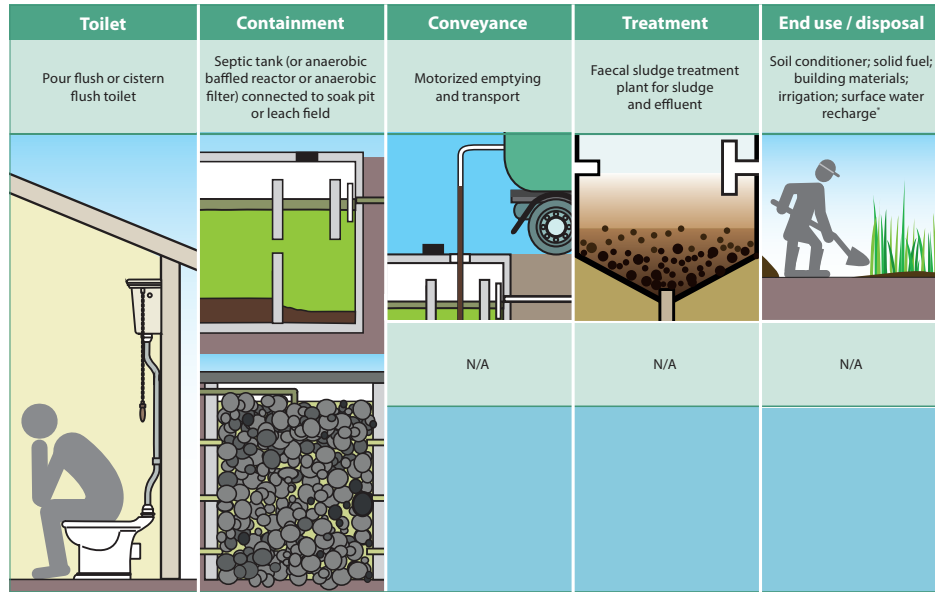 Toilet
Containment
Conveyance
Treatment
End use / disposal
Pour flush or cistern
flush toilet
Septic tank (or anaerobic
baffled reactor or anaerobic
filter) connected to soak pit
or leach field
Motorized emptying
and transport
Faecal sludge treatment
plant for sludge
and effluent
Soil conditioner; solid fuel;
building materials;
irrigation; surface water
recharge*
N/A
N/A
N/A